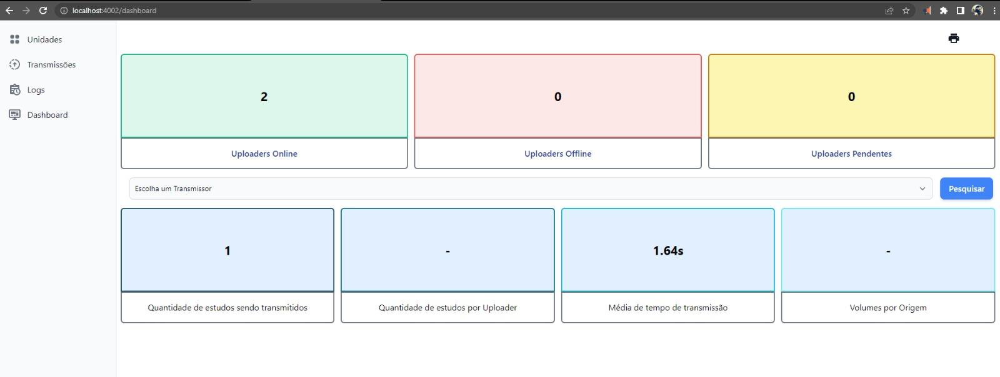 localhost:4002/dashboard
Unidades
Transmissões
Logs
Dashboard
2
0
0
Uploaders Online
Uploaders Offline
Uploaders Pendentes
Escolha um Transmissor
Pesquisar
1
-
1.64s
-
Quantidade de estudos sendo transmitidos
Quantidade de estudos por Uploader
Média de tempo de transmissão
Volumes por Origem